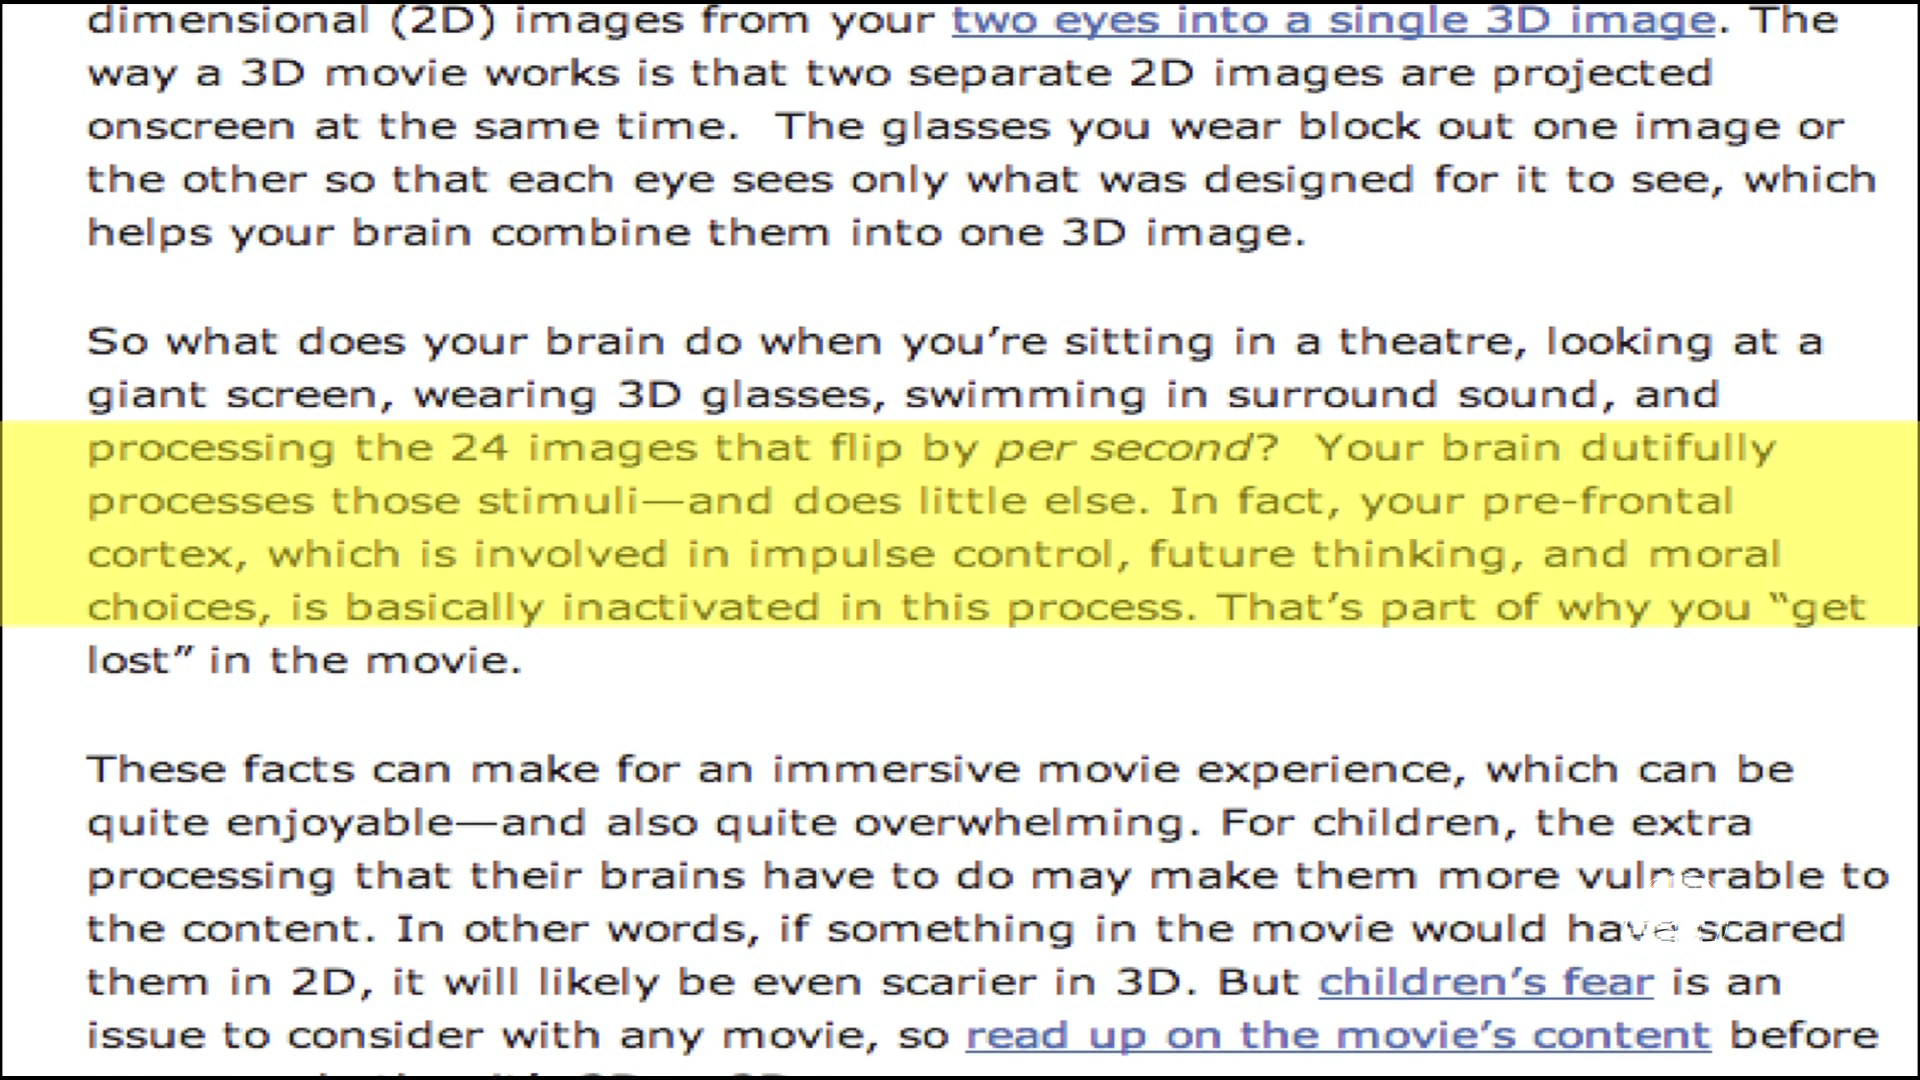 dimensional (2D) images from your two eyes into a single 3D image. The
way a 3D movie works is that two separate 2D images are projected
onscreen at the same time.  The glasses you wear block out one image or
the other so that each eye sees only what was designed for it to see, which
helps your brain combine them into one 3D image.
So what does your brain do when you’re sitting in a theatre, looking at a
giant screen, wearing 3D glasses, swimming in surround sound, and
processing the 24 images that flip by per second?  Your brain dutifully
processes those stimuli—and does little else. In fact, your pre-frontal
cortex, which is involved in impulse control, future thinking, and moral
choices, is basically inactivated in this process. That’s part of why you “get
lost” in the movie.
These facts can make for an immersive movie experience, which can be
quite enjoyable—and also quite overwhelming. For children, the extra
processing that their brains have to do may make them more vulnerable to
the content. In other words, if something in the movie would have scared
them in 2D, it will likely be even scarier in 3D. But children’s fear is an
issue to consider with any movie, so read up on the movie’s content before